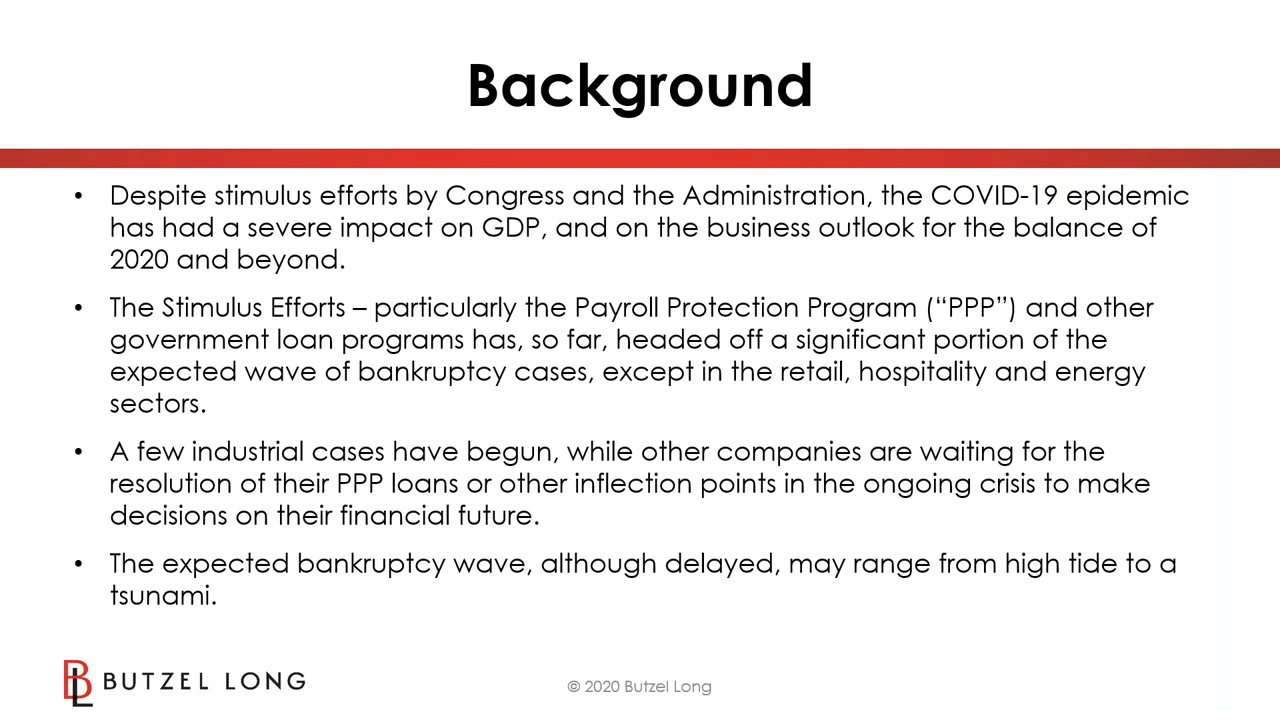 Background
• Despite stimulus efforts by Congress and the Administration, the COVID-19 epidemic
has had a severe impact on GDP, and on the business outlook for the balance of
2020 and beyond.
• The Stimulus Efforts – particularly the Payroll Protection Program (“PPP”) and other
government loan programs has, so far, headed off a significant portion of the
expected wave of bankruptcy cases, except in the retail, hospitality and energy
sectors.
• A few industrial cases have begun, while other companies are waiting for the
resolution of their PPP loans or other inflection points in the ongoing crisis to make
decisions on their financial future.
• The expected bankruptcy wave, although delayed, may range from high tide to a
tsunami.
BL BUTZEL LONG
© 2020 Butzel Long